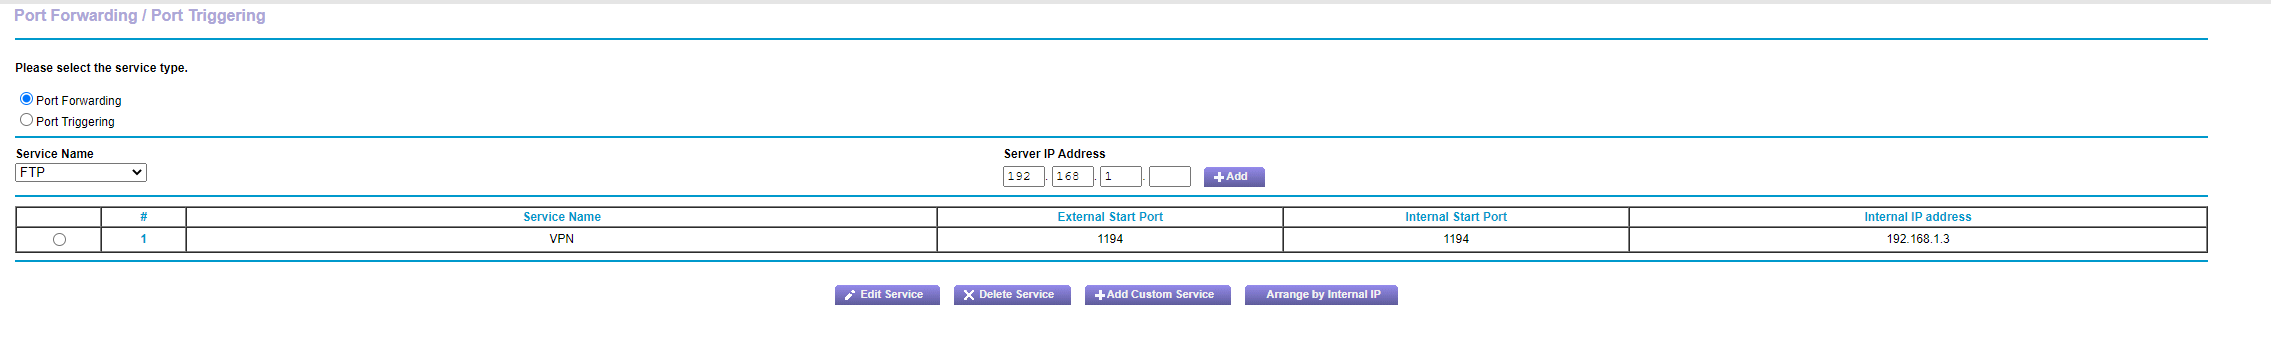 Port Forwarding / Port Triggering
Please select the service type.
Port Forwarding
Port Triggering
Service Name Server IP Address
FTP 192 . 168 . 1 . Add
# Service Name External Start Port Internal Start Port Internal IP address
1 VPN 1194 1194 192.168.1.3
Edit Service Delete Service Add Custom Service Arrange by Internal IP